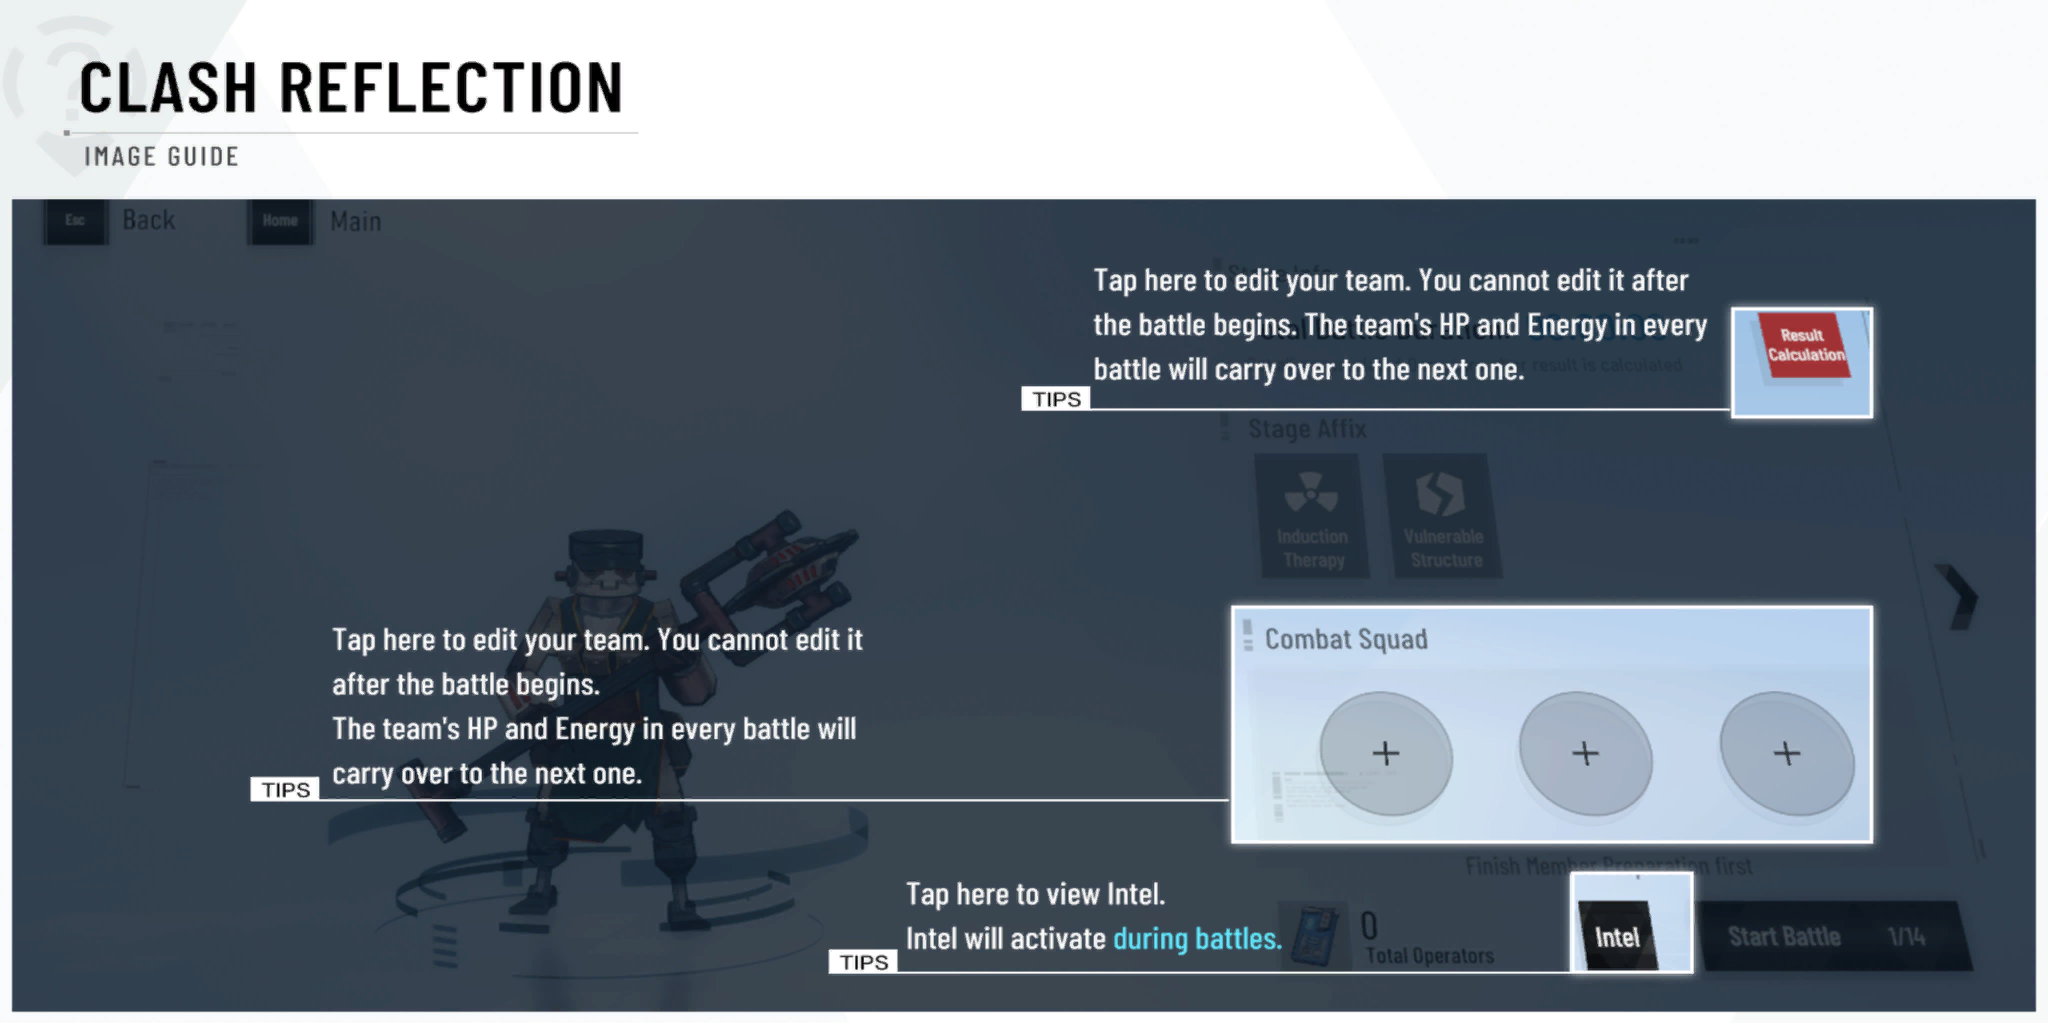 CLASH REFLECTION
IMAGE GUIDE
Esc Back Home Main
Tap here to edit your team. You cannot edit it after
the battle begins. The team's HP and Energy in every
battle will carry over to the next one.
TIPS
Result
Calculation
result is calculated
Stage Affix
Induction
Therapy
Vulnerable
Structure
Tap here to edit your team. You cannot edit it
after the battle begins.
The team's HP and Energy in every battle will
carry over to the next one.
TIPS
Combat Squad
Finish Member Preparation first
Tap here to view Intel.
Intel will activate during battles.
TIPS
0
Total Operators
Intel
Start Battle 1/14